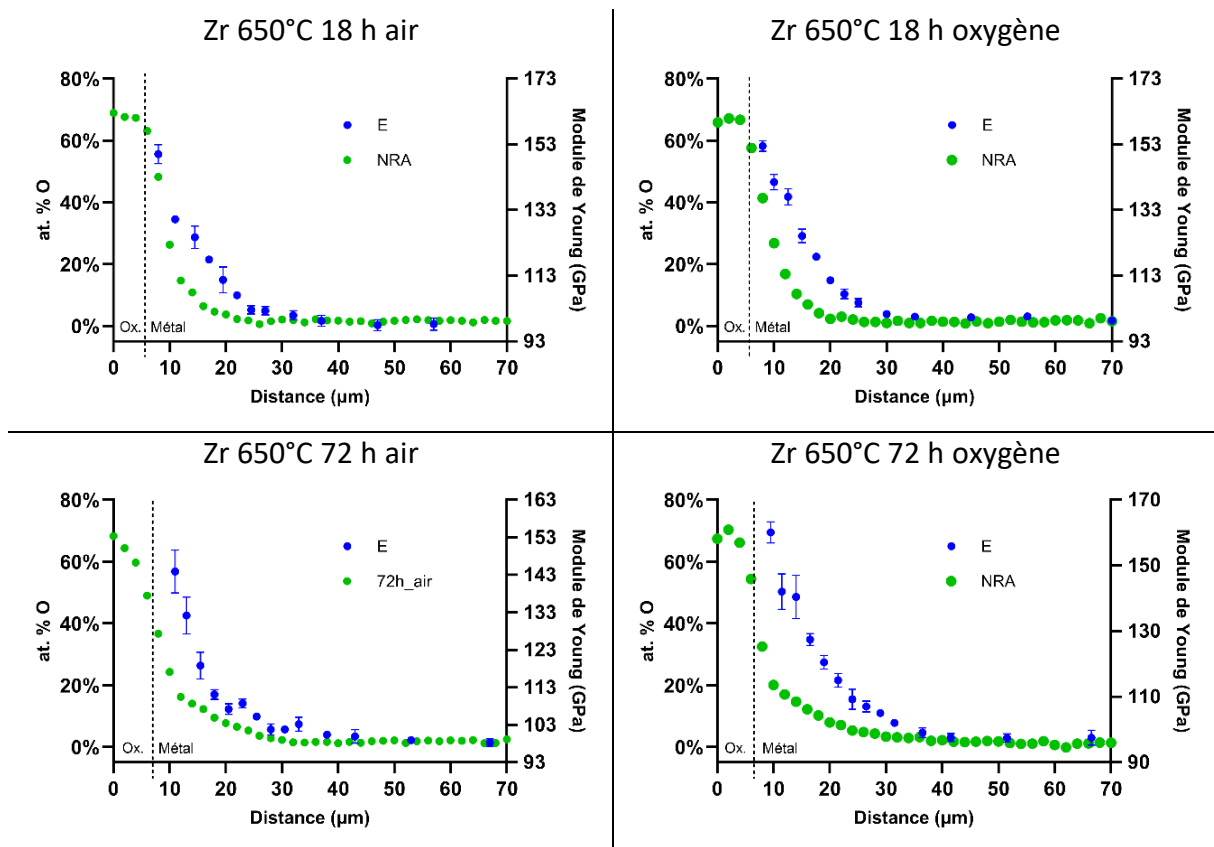 Zr 650°C 18 h air
80%
60%
40%
20%
0%
at. % O
173
153
133
113
93
Module de Young (GPa)
E
NRA
Ox.
Métal
0
10
20
30
40
50
60
70
Distance (µm)
Zr 650°C 18 h oxygène
80%
60%
40%
20%
0%
at. % O
173
153
133
113
93
Module de Young (GPa)
E
NRA
Ox.
Métal
0
10
20
30
40
50
60
70
Distance (µm)
Zr 650°C 72 h air
80%
60%
40%
20%
0%
at. % O
163
153
143
133
123
113
103
93
Module de Young (GPa)
E
72h_air
Ox.
Métal
0
10
20
30
40
50
60
70
Distance (µm)
Zr 650°C 72 h oxygène
80%
60%
40%
20%
0%
at. % O
170
150
130
110
90
Module de Young (GPa)
E
NRA
Ox.
Métal
0
10
20
30
40
50
60
70
Distance (µm)